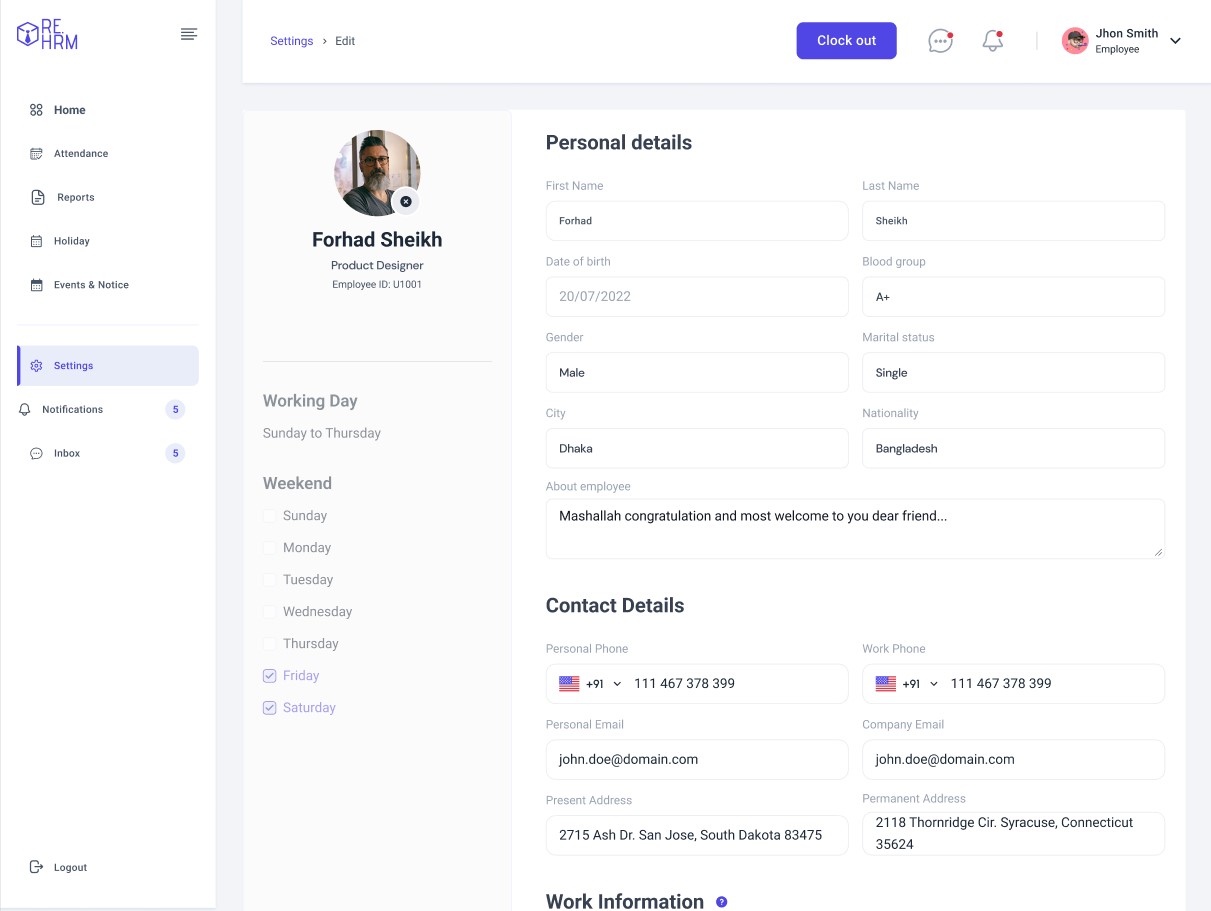 RE.
HRM
Home
Attendance
Reports
Holiday
Events & Notice
Settings
Notifications 5
Inbox 5
Logout
Settings > Edit
Clock out
Jhon Smith
Employee
Forhad Sheikh
Product Designer
Employee ID: U1001
Working Day
Sunday to Thursday
Weekend
Sunday
Monday
Tuesday
Wednesday
Thursday
Friday
Saturday
Personal details
First Name
Forhad
Last Name
Sheikh
Date of birth
20/07/2022
Blood group
A+
Gender
Male
Marital status
Single
City
Dhaka
Nationality
Bangladesh
About employee
Mashallah congratulation and most welcome to you dear friend...
Contact Details
Personal Phone
+91 111 467 378 399
Work Phone
+91 111 467 378 399
Personal Email
john.doe@domain.com
Company Email
john.doe@domain.com
Present Address
2715 Ash Dr. San Jose, South Dakota 83475
Permanent Address
2118 Thornridge Cir. Syracuse, Connecticut
35624
Work Information ?